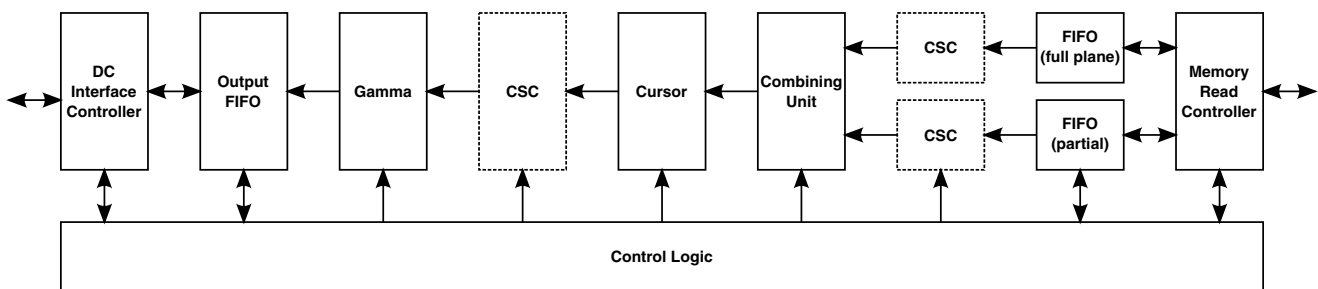 DC
Interface
Controller
Output
FIFO
Gamma
CSC
Cursor
Combining
Unit
CSC
FIFO
(full plane)
CSC
FIFO
(partial)
Memory
Read
Controller
Control Logic